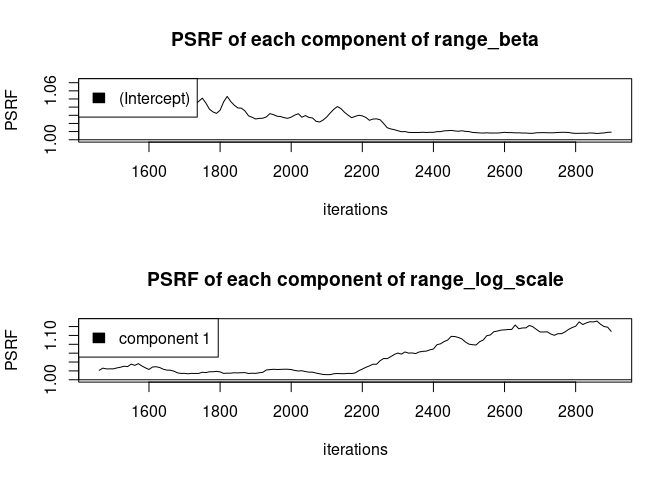 PSRF of each component of range_beta
PSRF
1.00 1.06
(Intercept)
1600 1800 2000 2200 2400 2600 2800
iterations
PSRF of each component of range_log_scale
PSRF
1.00 1.10
component 1
1600 1800 2000 2200 2400 2600 2800
iterations